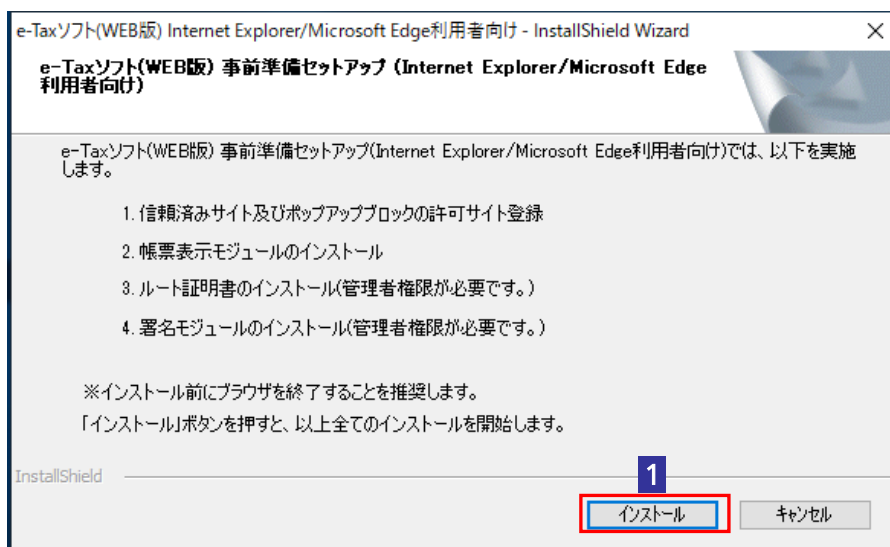 e-Taxソフト(WEB版) Internet Explorer/Microsoft Edge利用者向け - InstallShield Wizard
e-Taxソフト(WEB版) 事前準備セットアップ (Internet Explorer/Microsoft Edge
利用者向け)
e-Taxソフト(WEB版) 事前準備セットアップ(Internet Explorer/Microsoft Edge利用者向け)では、以下を実施
します。
1. 信頼済みサイト及びポップアップブロックの許可サイト登録
2. 帳票表示モジュールのインストール
3. ルート証明書のインストール(管理者権限が必要です。)
4. 署名モジュールのインストール(管理者権限が必要です。)
※インストール前にブラウザを終了することを推奨します。
「インストール」ボタンを押すと、以上全てのインストールを開始します。
InstallShield
1
インストール
キャンセル